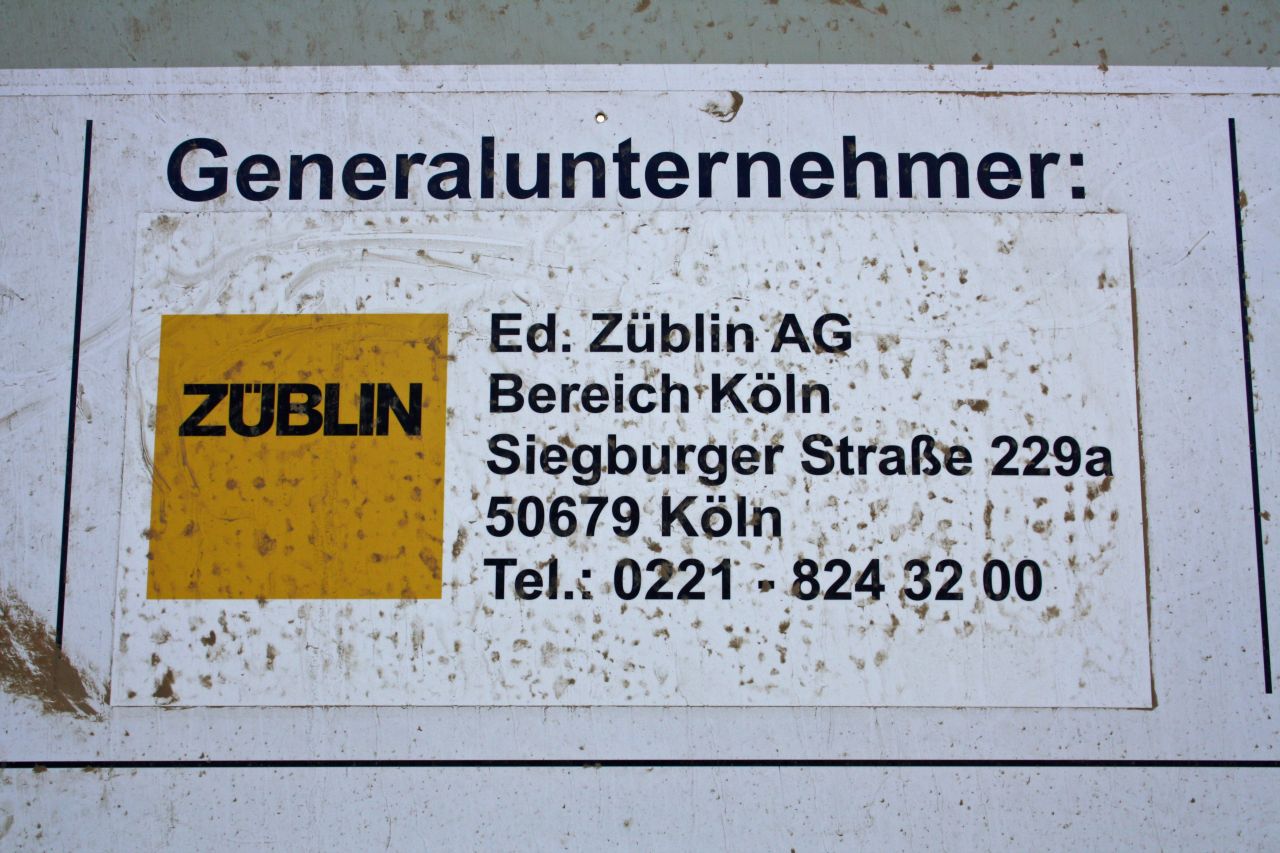 Generalunternehmer:
ZÜBLIN
Ed. Züblin AG
Bereich Köln
Siegburger Straße 229a
50679 Köln
Tel.: 0221 - 824 32 00